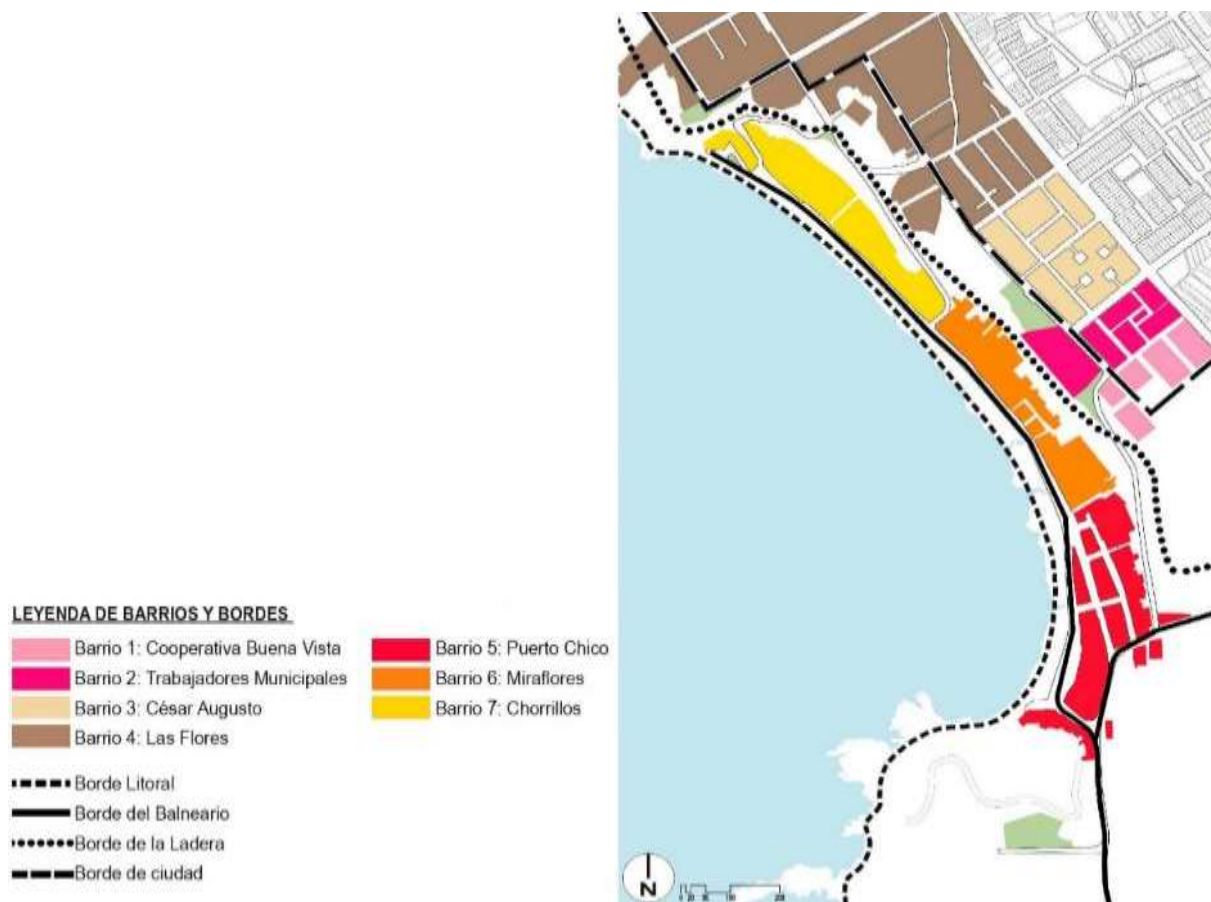 LEYENDA DE BARRIOS Y BORDES
Barrio 1: Cooperativa Buena Vista
Barrio 2: Trabajadores Municipales
Barrio 3: César Augusto
Barrio 4: Las Flores
Barrio 5: Puerto Chico
Barrio 6: Miraflores
Barrio 7: Chorrillos
Borde Litoral
Borde del Balneario
Borde de la Ladera
Borde de ciudad
N